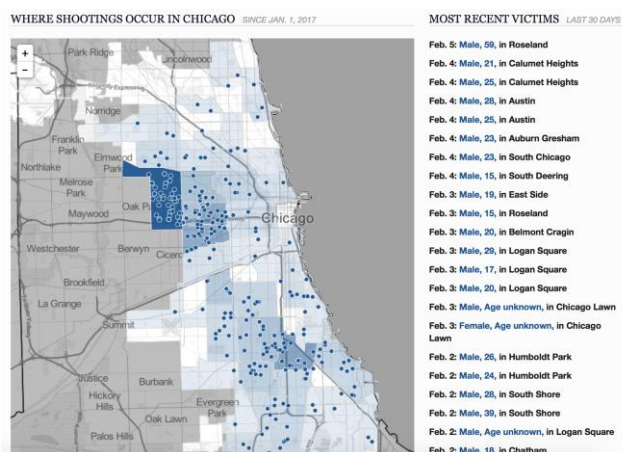 WHERE SHOOTINGS OCCUR IN CHICAGO SINCE JAN. 1, 2017
+
−
Park Ridge
Lincolnwood
Norridge
Franklin
Park
Elmwood
Park
Northlake
Melrose
Park
Oak
Maywood
Chicago
Westchester
Berwyn
Cicero
Brookfield
La Grange
Summit
Justice
Burbank
Hickory
Hills
Evergreen
Park
Oak Lawn
Palos Hills
MOST RECENT VICTIMS LAST 30 DAYS
Feb. 5: Male, 59, in Roseland
Feb. 4: Male, 21, in Calumet Heights
Feb. 4: Male, 25, in Calumet Heights
Feb. 4: Male, 28, in Austin
Feb. 4: Male, 25, in Austin
Feb. 4: Male, 23, in Auburn Gresham
Feb. 4: Male, 23, in South Chicago
Feb. 4: Male, 15, in South Deering
Feb. 3: Male, 19, in East Side
Feb. 3: Male, 15, in Roseland
Feb. 3: Male, 20, in Belmont Cragin
Feb. 3: Male, 29, in Logan Square
Feb. 3: Male, 17, in Logan Square
Feb. 3: Male, 20, in Logan Square
Feb. 3: Male, Age unknown, in Chicago Lawn
Feb. 3: Female, Age unknown, in Chicago
Lawn
Feb. 2: Male, 26, in Humboldt Park
Feb. 2: Male, 24, in Humboldt Park
Feb. 2: Male, 28, in South Shore
Feb. 2: Male, 39, in South Shore
Feb. 2: Male, Age unknown, in Logan Square
Feb. 2: Male, 18, in Chatham